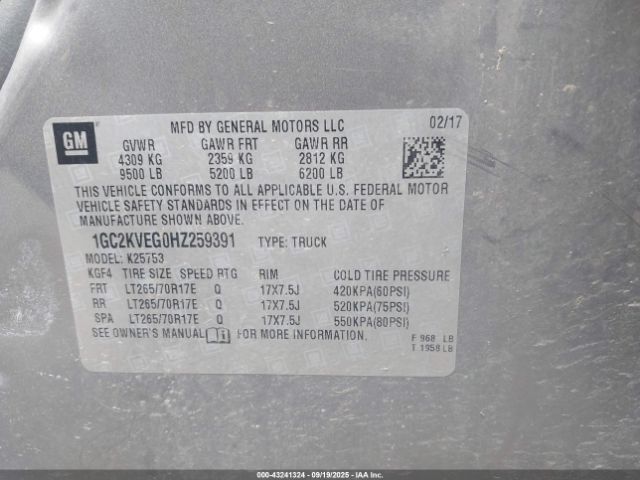 GM
MFD BY GENERAL MOTORS LLC 02/17
GVWR GAWR FRT GAWR RR
4309 KG 2359 KG 2812 KG
9500 LB 5200 LB 6200 LB
THIS VEHICLE CONFORMS TO ALL APPLICABLE U.S. FEDERAL MOTOR
VEHICLE SAFETY STANDARDS IN EFFECT ON THE DATE OF
MANUFACTURE SHOWN ABOVE.
1GC2KVEG0HZ259391 TYPE: TRUCK
MODEL: K25753
KGF4 TIRE SIZE SPEED RTG RIM COLD TIRE PRESSURE
FRT LT265/70R17E Q 17X7.5J 420KPA(60PSI)
RR LT265/70R17E Q 17X7.5J 520KPA(75PSI)
SPA LT265/70R17E Q 17X7.5J 550KPA(80PSI)
SEE OWNER'S MANUAL FOR MORE INFORMATION.
F 968 LB
T 1958 LB
000-43241324 - 09/19/2025 - IAAI.COM